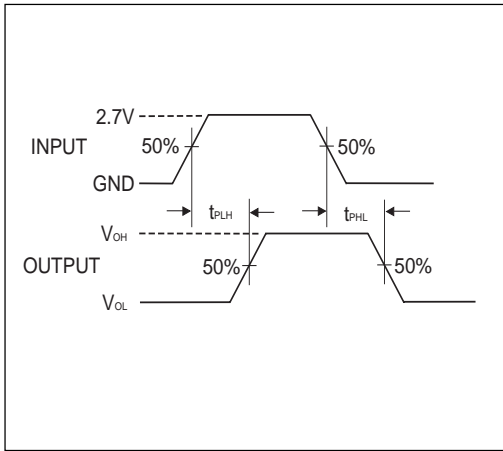 2.7V
INPUT 50% 50%
GND
tPLH tPHL
VOH
OUTPUT 50% 50%
VOL